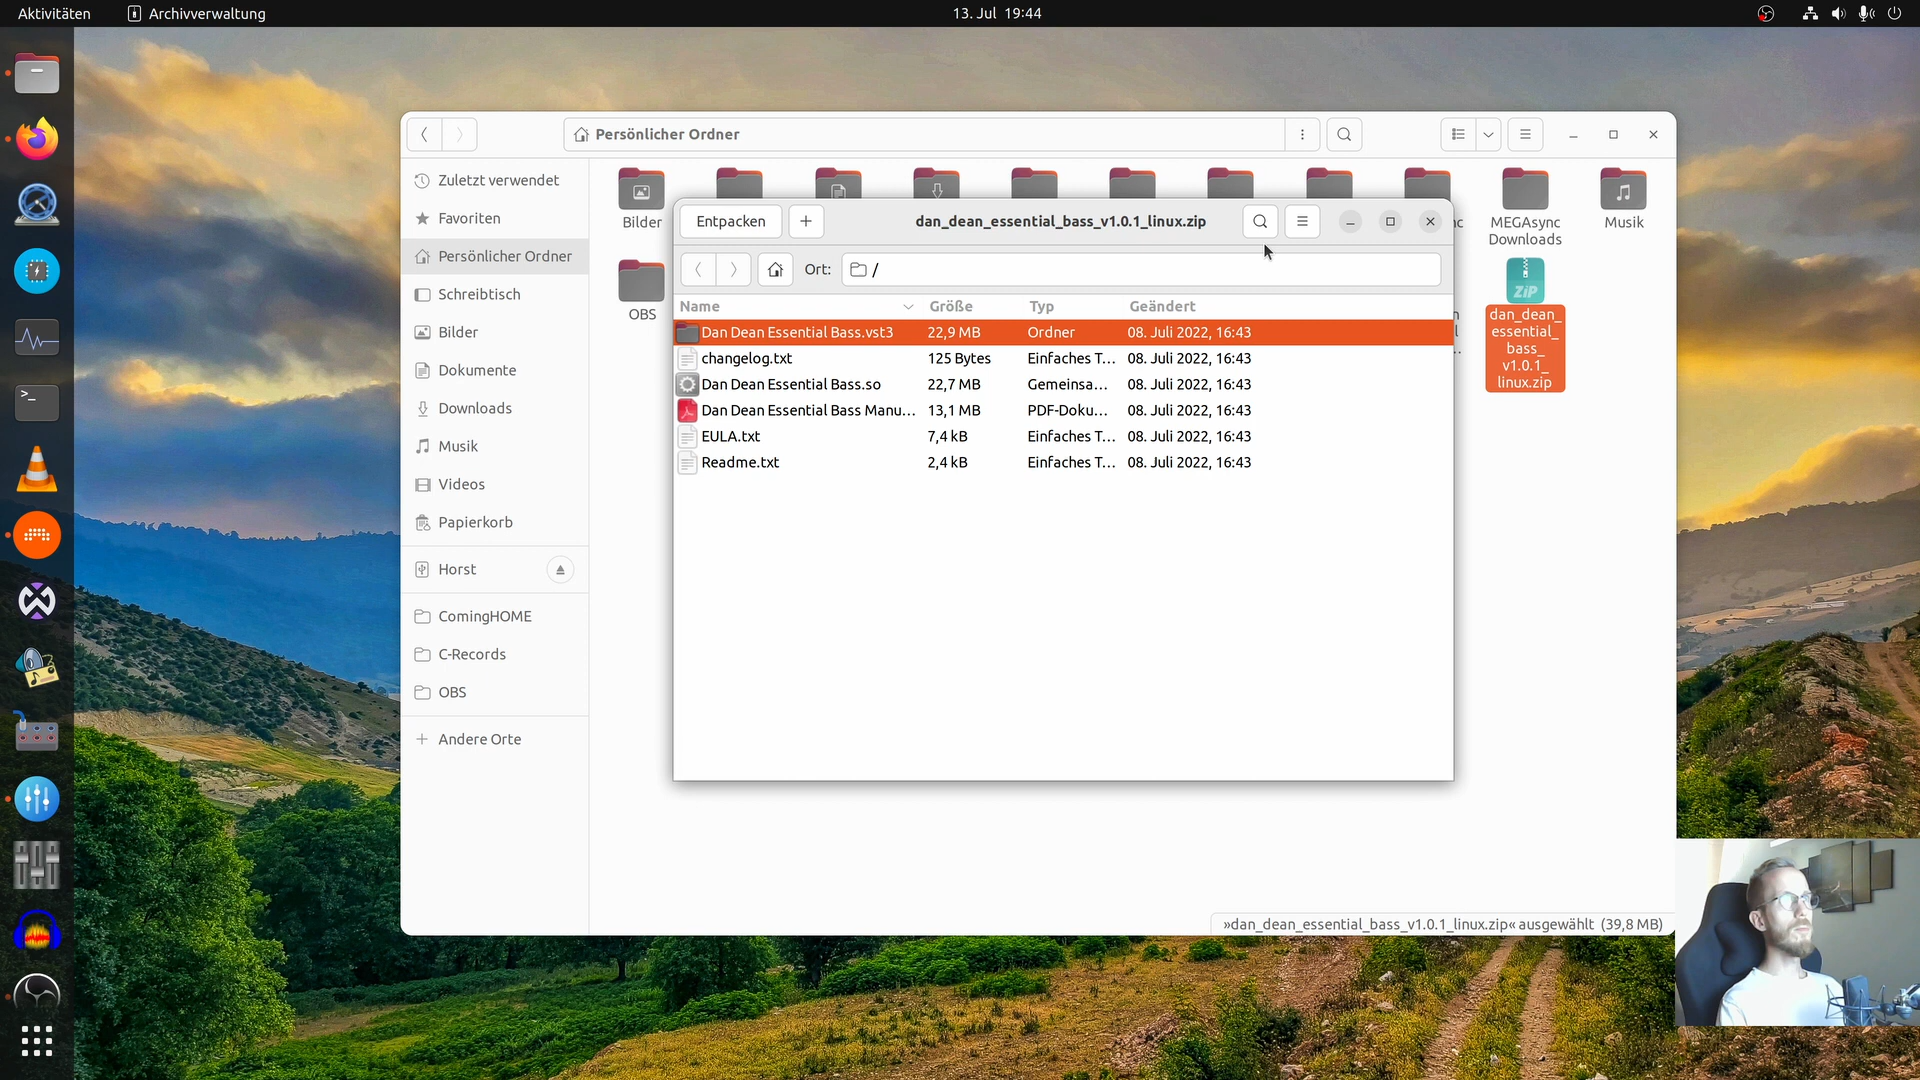 Aktivitäten
Archivverwaltung
13. Jul 19:44
Persönlicher Ordner
Zuletzt verwendet
Favoriten
Persönlicher Ordner
Schreibtisch
Bilder
Dokumente
Downloads
Musik
Videos
Papierkorb
Horst
ComingHOME
C-Records
OBS
Andere Orte
Bilder
OBS
MEGAsync
Downloads
Musik
ZiP
dan_dean_
essential_
bass_
v1.0.1_
linux.zip
Entpacken
dan_dean_essential_bass_v1.0.1_linux.zip
Ort: /
Name Größe Typ Geändert
Dan Dean Essential Bass.vst3 22,9 MB Ordner 08. Juli 2022, 16:43
changelog.txt 125 Bytes Einfaches T... 08. Juli 2022, 16:43
Dan Dean Essential Bass.so 22,7 MB Gemeinsa... 08. Juli 2022, 16:43
Dan Dean Essential Bass Manu... 13,1 MB PDF-Doku... 08. Juli 2022, 16:43
EULA.txt 7,4 kB Einfaches T... 08. Juli 2022, 16:43
Readme.txt 2,4 kB Einfaches T... 08. Juli 2022, 16:43
»dan_dean_essential_bass_v1.0.1_linux.zip« ausgewählt (39,8 MB)